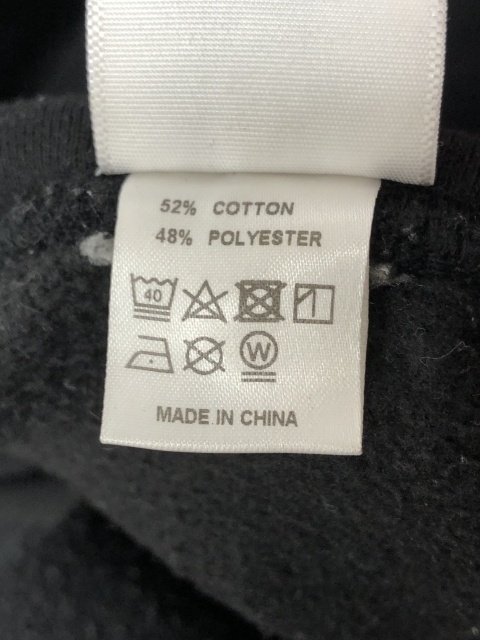 52% COTTON
48% POLYESTER
40
W
MADE IN CHINA